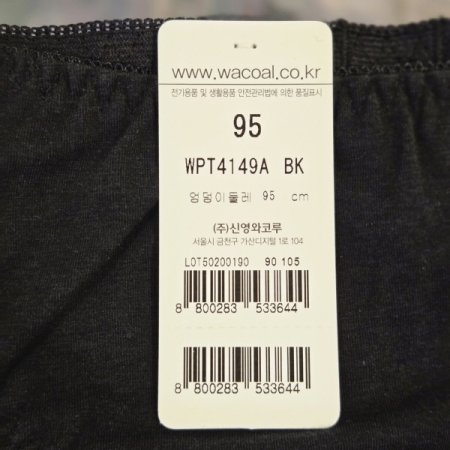 www.wacoal.co.kr
전기용품 및 생활용품 안전관리법에 의한 품질표시
95
WPT4149A BK
엉덩이둘레 95 cm
(주)신영와코루
서울시 금천구 가산디지털 1로 104
LOT50200190 90 105
8 800283 533644
8 800283 533644